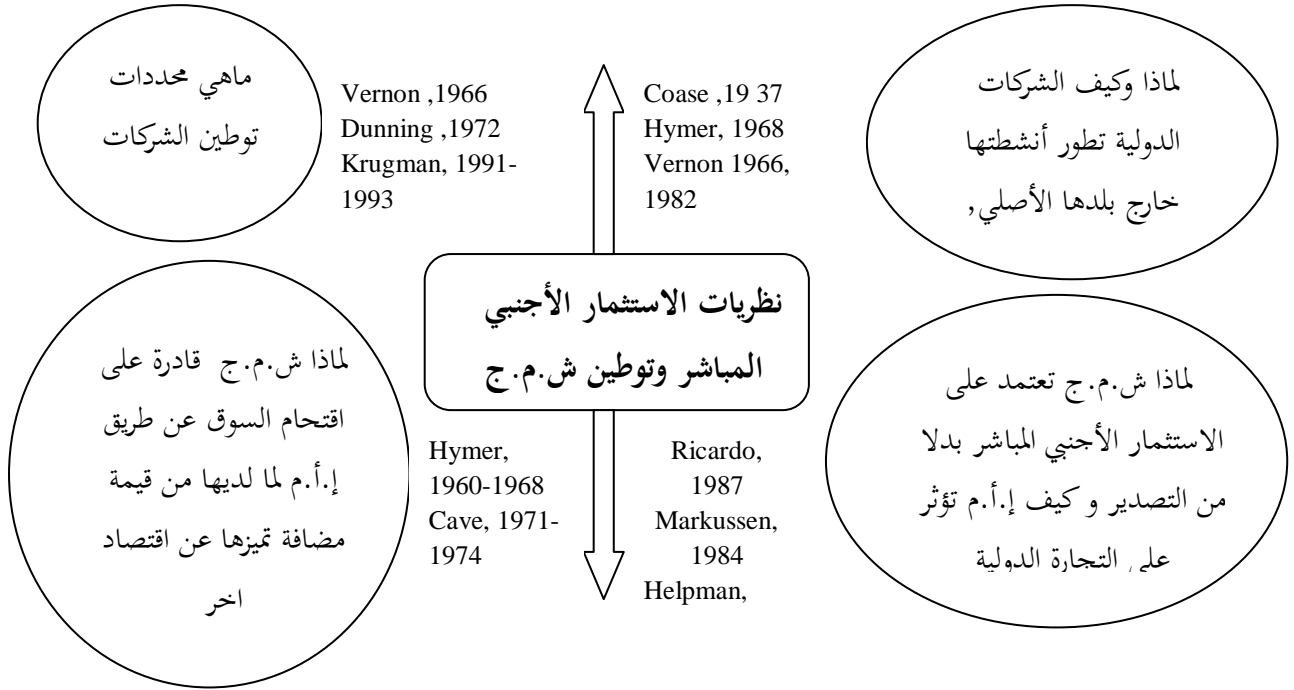 لماذا وكيف الشركات
الدولية تطور أنشطتها
خارج بلدها الأصلي,
Coase ,19 37
Hymer, 1968
Vernon 1966,
1982
Vernon ,1966
Dunning ,1972
Krugman, 1991-
1993
ماهي محددات
توطين الشركات
نظريات الاستثمار الأجنبي
المباشر وتوطين ش.م.ج
لماذا ش.م.ج تعتمد على
الاستثمار الأجنبي المباشر بدلا
من التصدير و كيف إ.أ.م تؤثر
على التجارة الدولية
Ricardo,
1987
Markussen,
1984
Helpman,
Hymer,
1960-1968
Cave, 1971-
1974
لماذا ش.م.ج قادرة على
اقتحام السوق عن طريق
إ.أ.م لما لديها من قيمة
مضافة تميزها عن اقتصاد
اخر